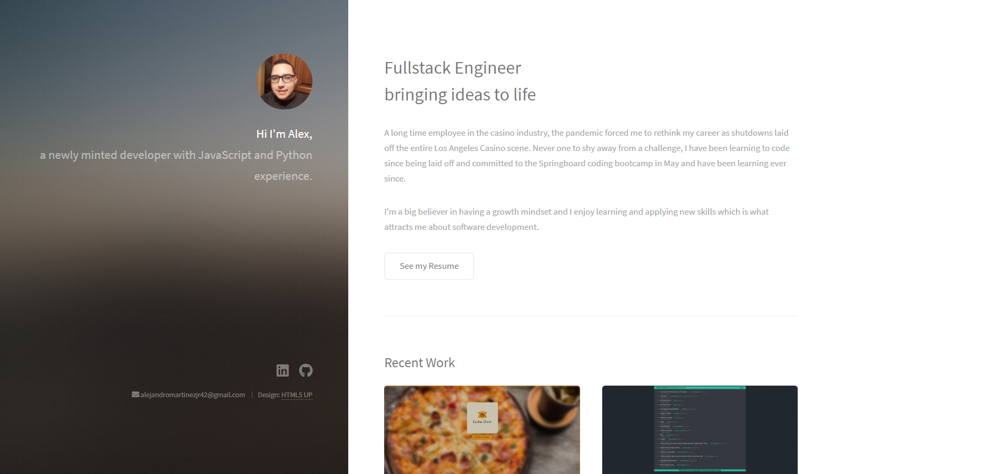 Hi I'm Alex,
a newly minted developer with JavaScript and Python
experience.
alejandromartinezjr42@gmail.com
Design: HTML5 UP
Fullstack Engineer
bringing ideas to life
A long time employee in the casino industry, the pandemic forced me to rethink my career as shutdowns laid
off the entire Los Angeles Casino scene. Never one to shy away from a challenge, I have been learning to code
since being laid off and committed to the Springboard coding bootcamp in May and have been learning ever
since.
I'm a big believer in having a growth mindset and I enjoy learning and applying new skills which is what
attracts me about software development.
See my Resume
Recent Work
Carbe Diem